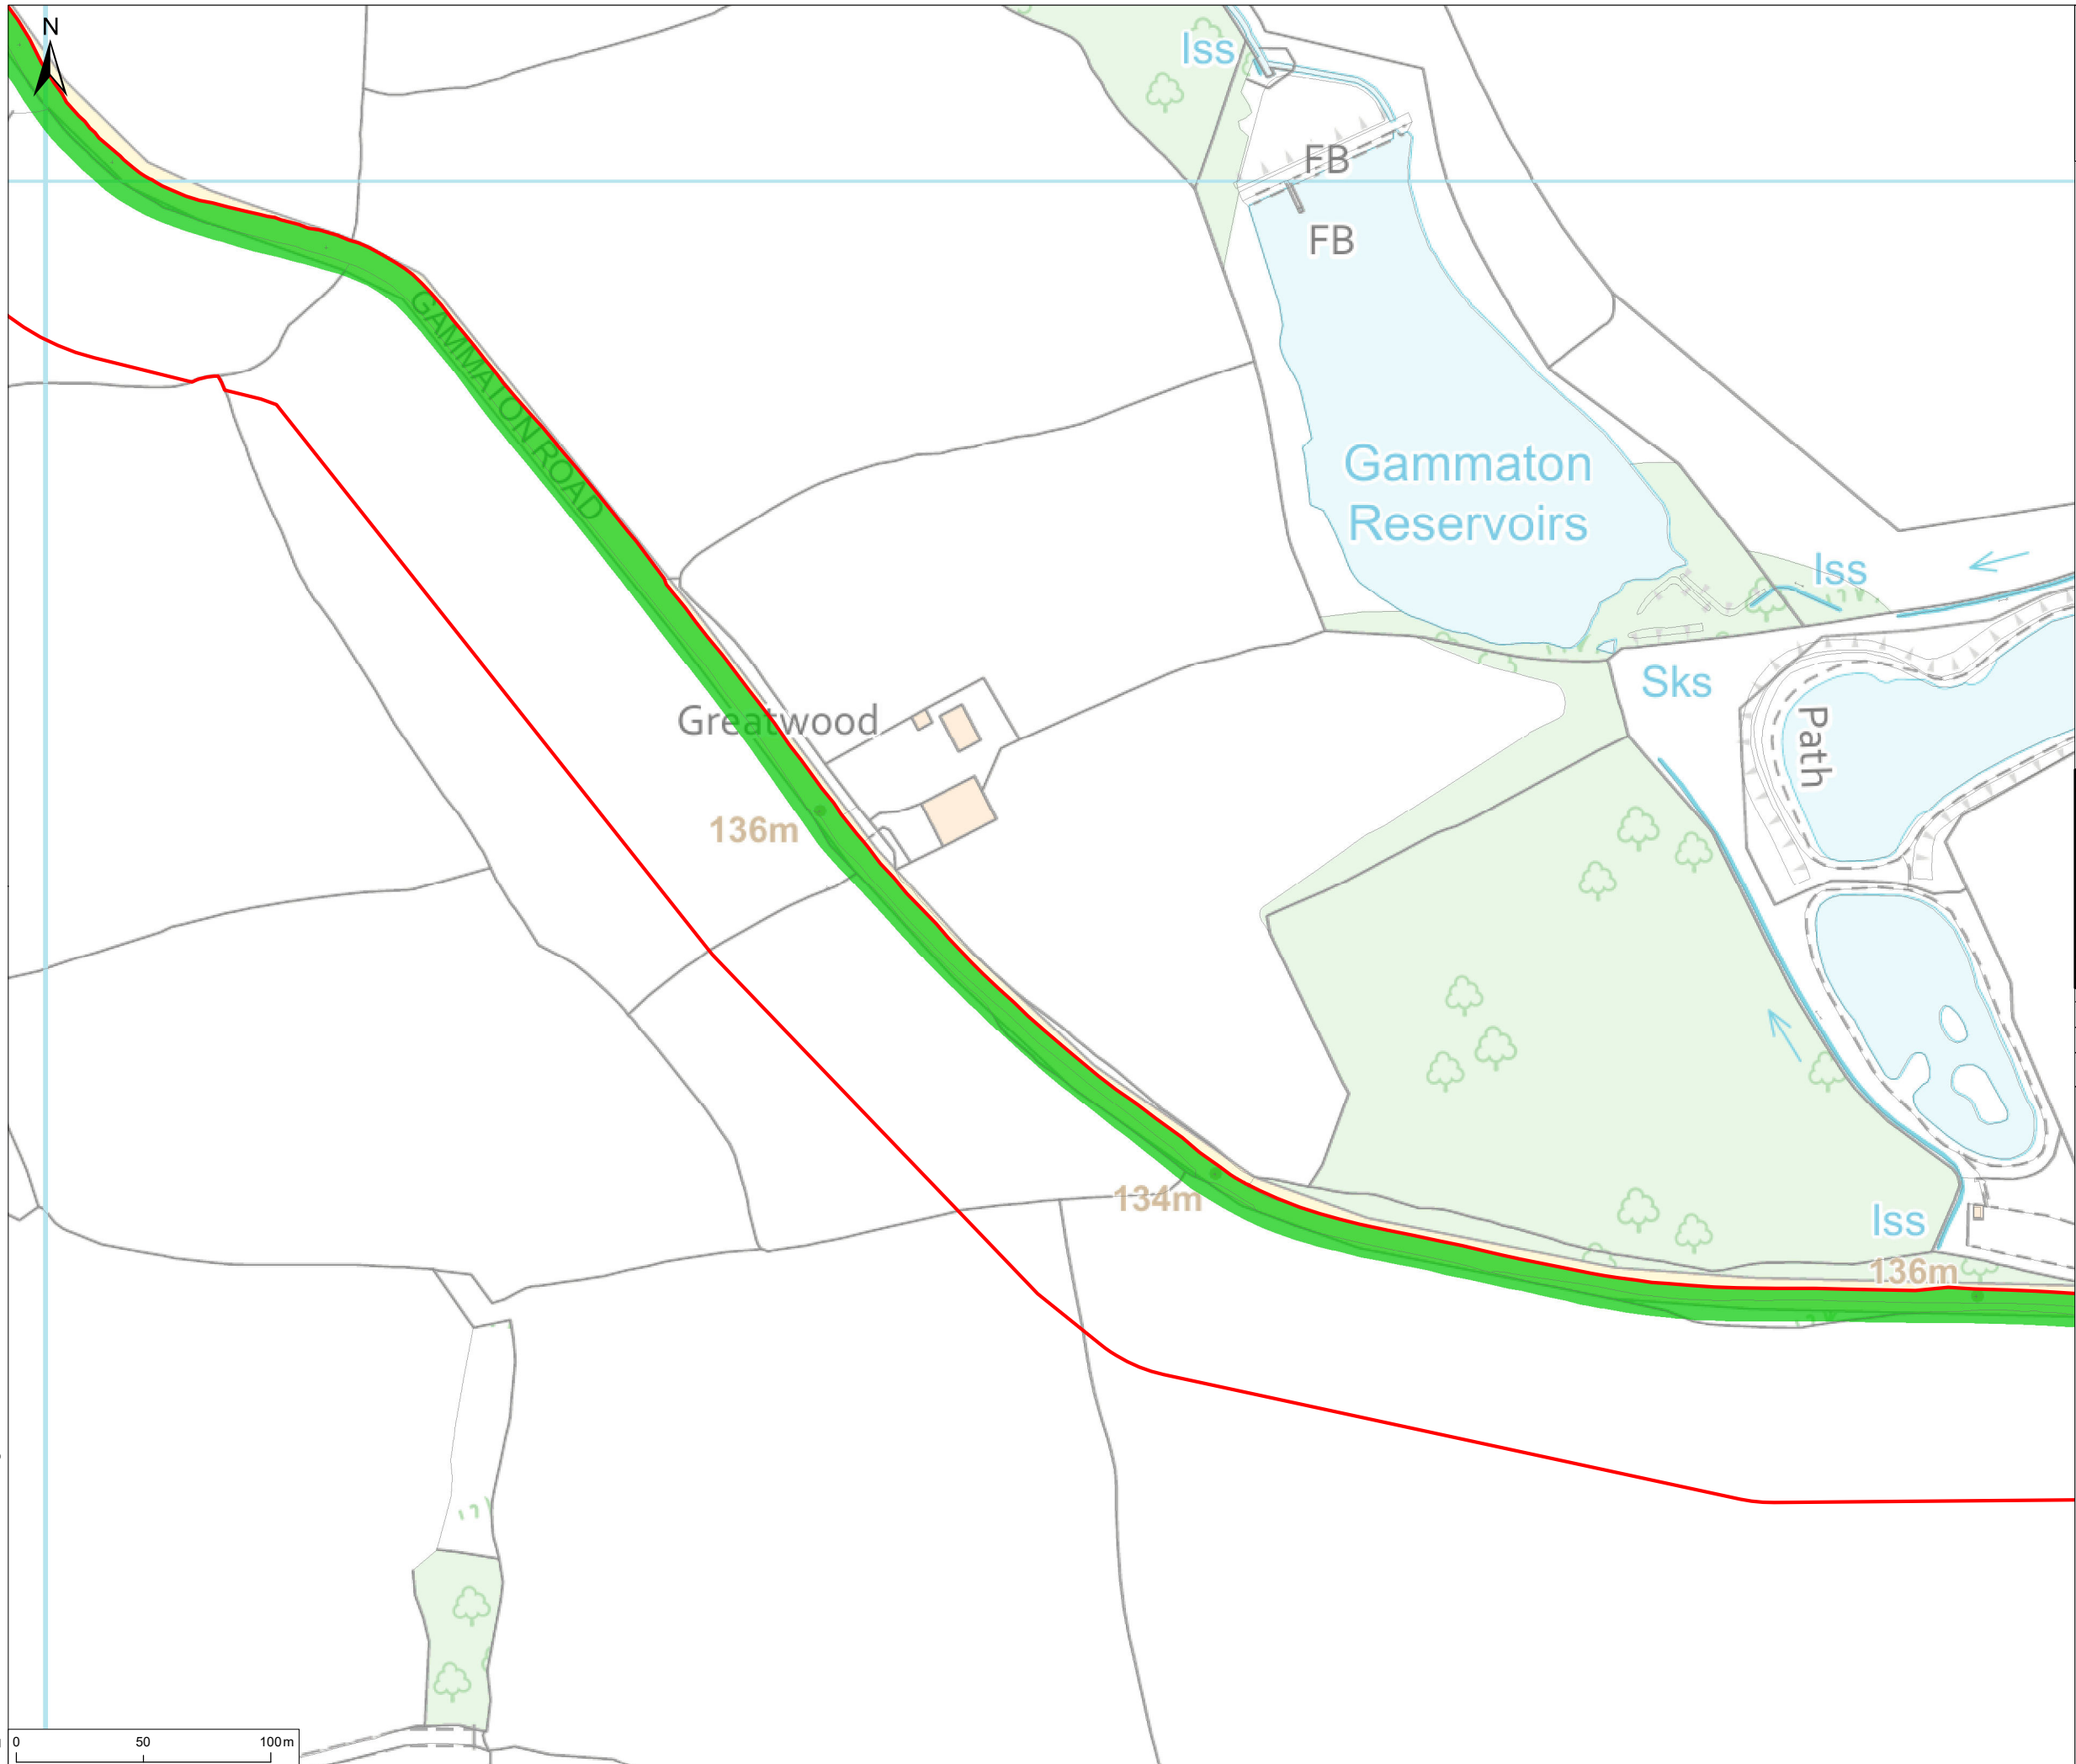 N
Iss
FB
FB
GAMMATON ROAD
Gammaton
Reservoirs
Iss
Sks
Path
Greatwood
136m
134m
Iss
136m
0 50 100m